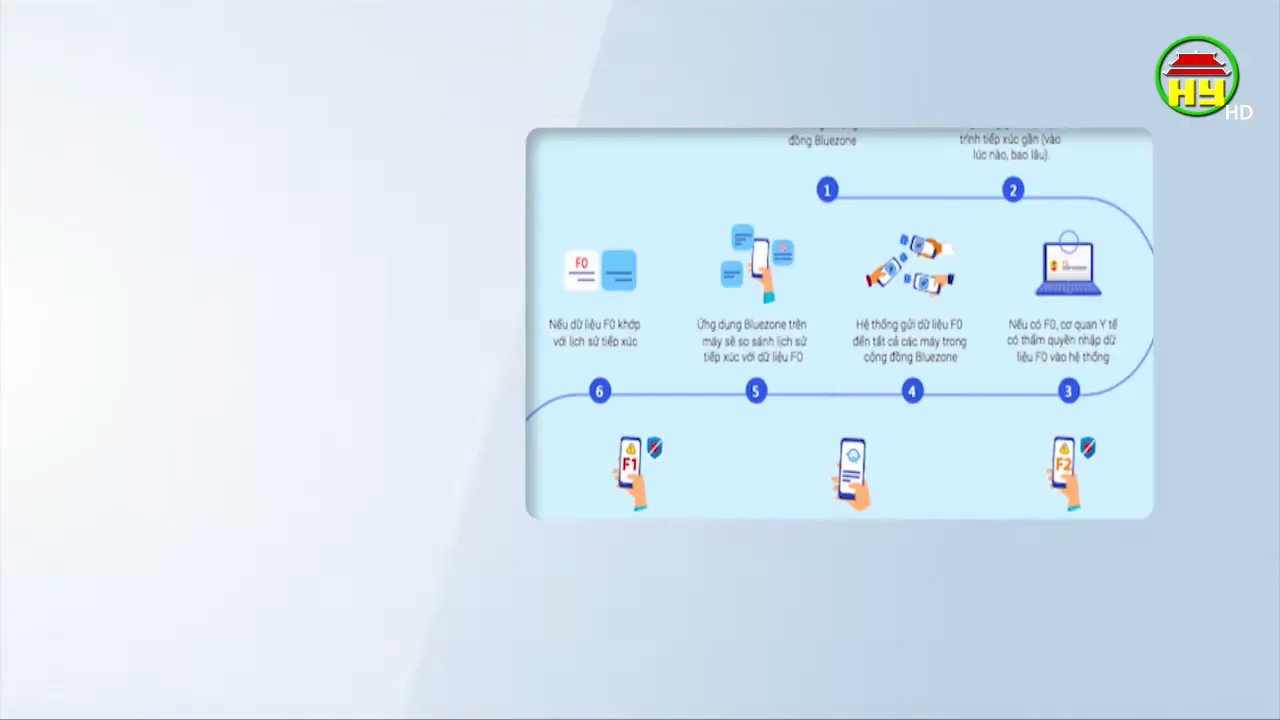 HY
HD
đồng Bluezone
trình tiếp xúc gần (vào
lúc nào, bao lâu).
1
2
F0
Nếu dữ liệu F0 khớp
với lịch sử tiếp xúc
Ứng dụng Bluezone trên
máy sẽ so sánh lịch sử
tiếp xúc với dữ liệu F0
Hệ thống gửi dữ liệu F0
đến tất cả các máy trong
cộng đồng Bluezone
Nếu có F0, cơ quan Y tế
có thẩm quyền nhập dữ
liệu F0 vào hệ thống
6
5
4
3
F1
F2